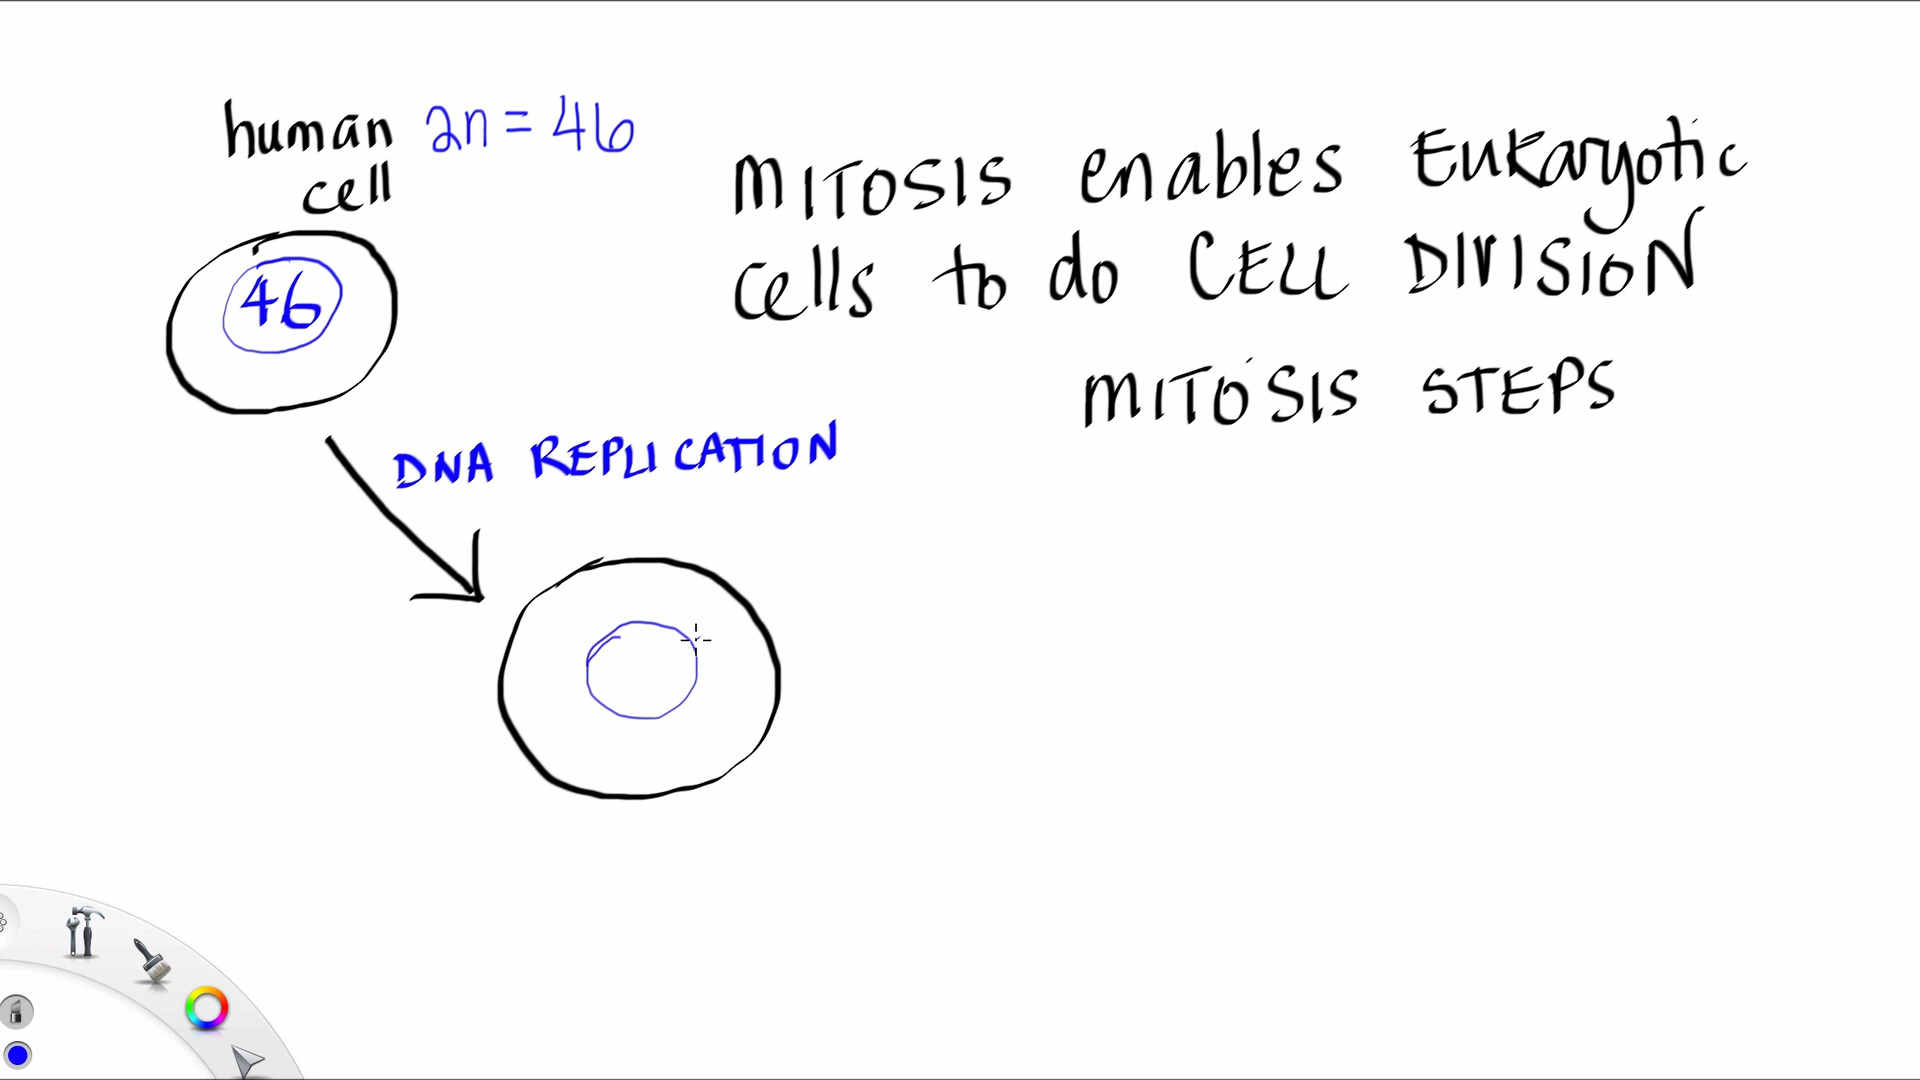 human 2n = 46
cell
46
MITOSIS enables Eukaryotic
cells to do CELL DIVISION
MITOSIS STEPS
DNA REPLICATION